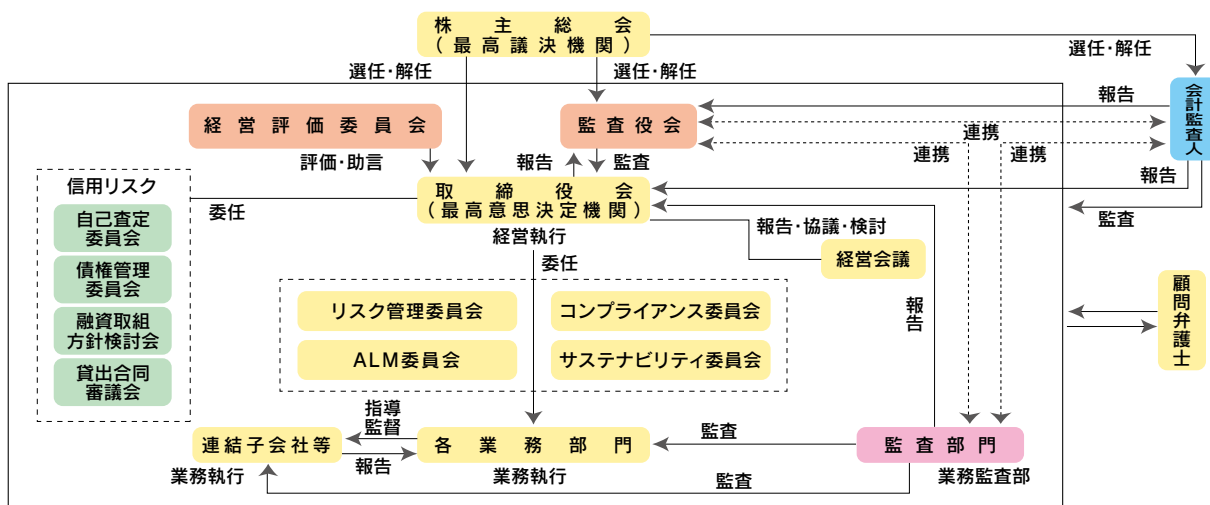 株主総会
(最高議決機関)
選任・解任
選任・解任
選任・解任
会計監査人
報告
経営評価委員会
監査役会
連携
連携
連携
評価・助言
報告
監査
報告
信用リスク
取締役会
(最高意思決定機関)
委任
監査
自己査定
委員会
経営執行
報告・協議・検討
経営会議
委任
債権管理
委員会
顧問弁護士
リスク管理委員会
コンプライアンス委員会
報告
融資取組
方針検討会
ALM委員会
サステナビリティ委員会
貸出合同
審議会
指導
監督
連結子会社等
各業務部門
監査
監査部門
報告
業務執行
業務執行
監査
業務監査部